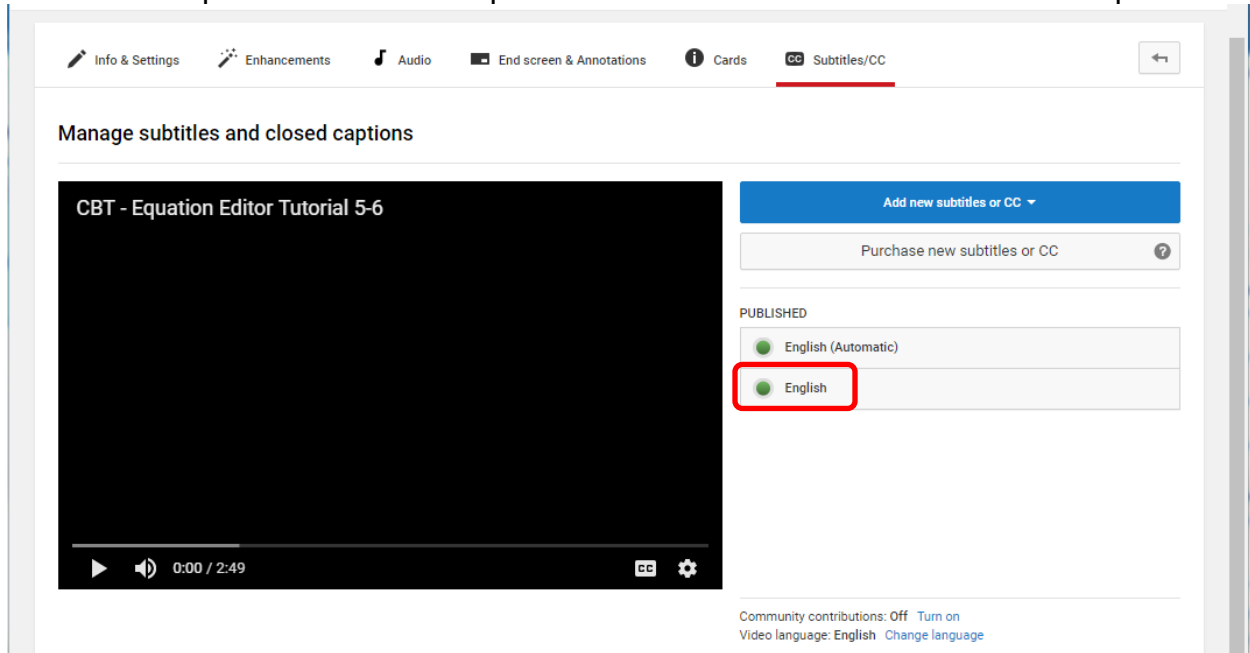 Info & Settings Enhancements Audio End screen & Annotations Cards CC Subtitles/CC
Manage subtitles and closed captions
CBT - Equation Editor Tutorial 5-6
0:00 / 2:49 CC
Add new subtitles or CC
Purchase new subtitles or CC ?
PUBLISHED
English (Automatic)
English
Community contributions: Off Turn on
Video language: English Change language